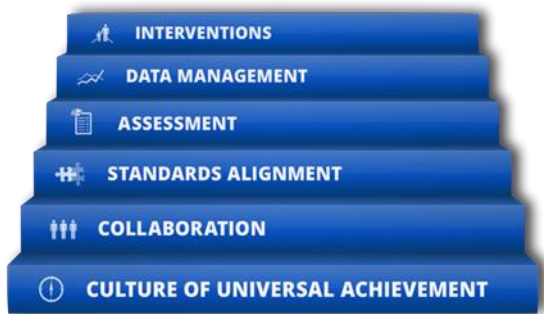 INTERVENTIONS
DATA MANAGEMENT
ASSESSMENT
STANDARDS ALIGNMENT
COLLABORATION
CULTURE OF UNIVERSAL ACHIEVEMENT